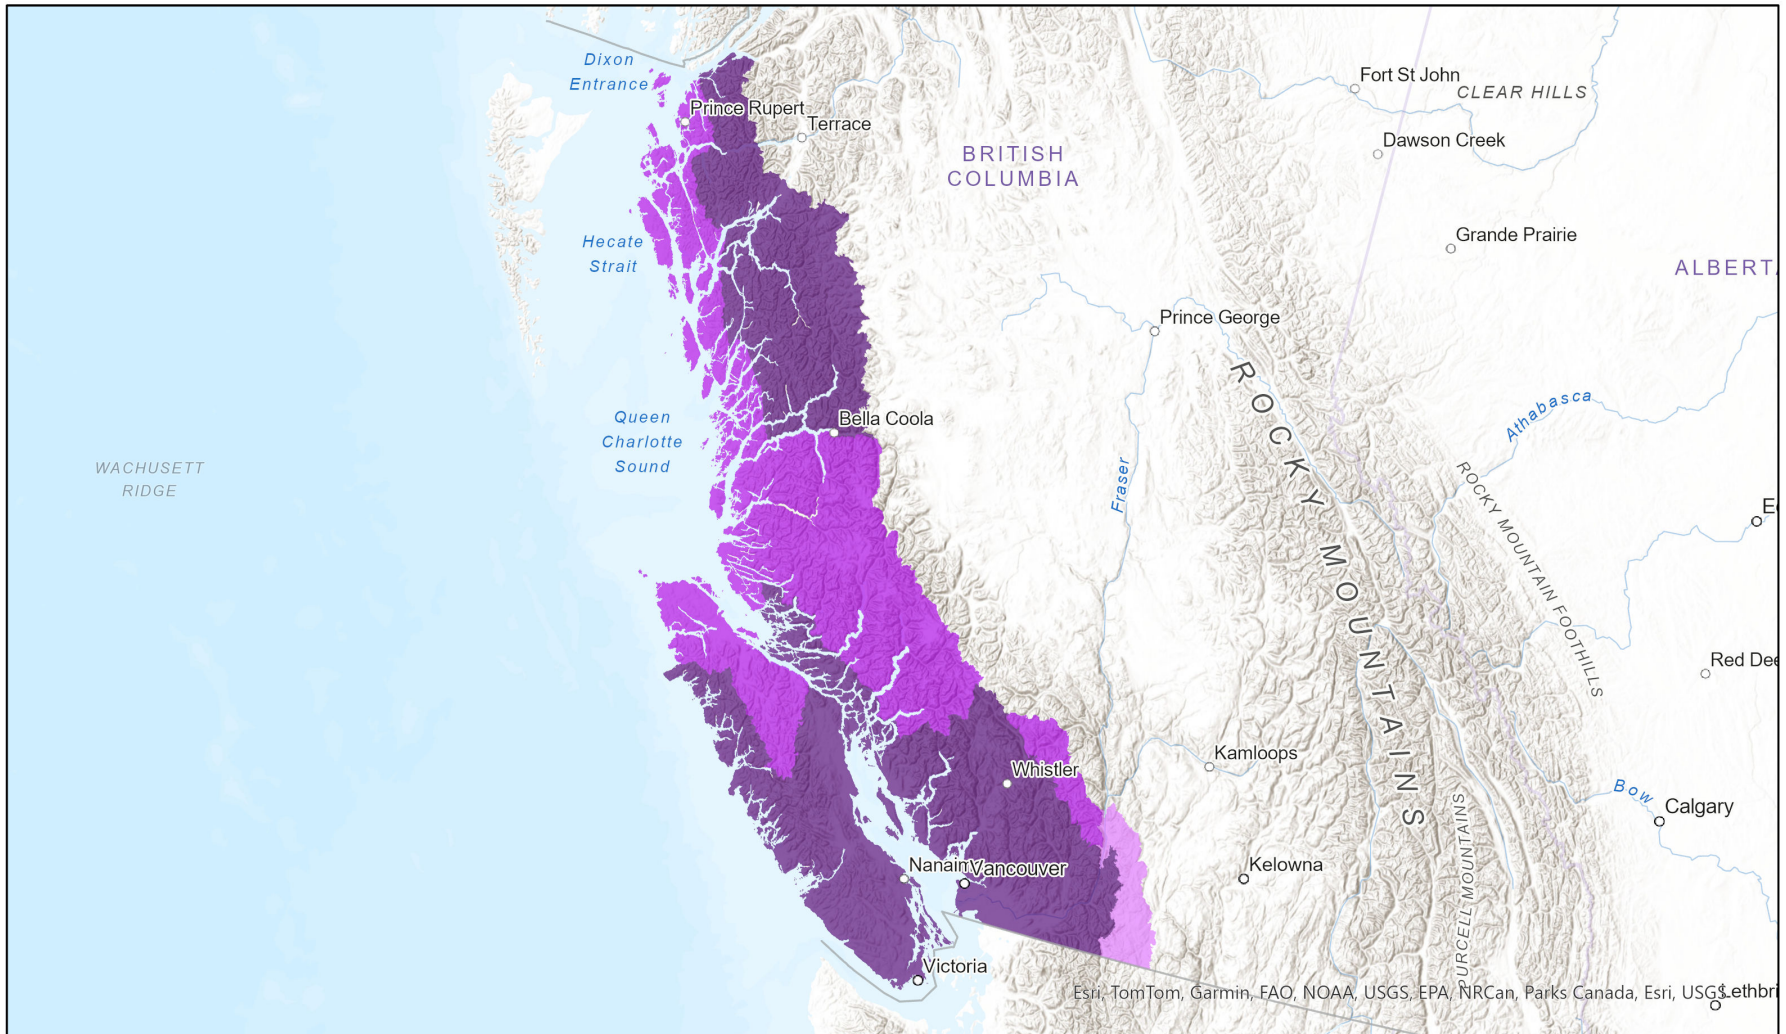 Dixon
Entrance
Fort St John
CLEAR HILLS
Prince Rupert
Terrace
Dawson Creek
BRITISH
COLUMBIA
Grande Prairie
Hecate
Strait
ALBERTA
Prince George
ROCKY MOUNTAINS
Athabasca
Queen
Charlotte
Sound
Bella Coola
WACHUSETT
RIDGE
Fraser
ROCKY MOUNTAIN FOOTHILLS
Ed
Red Dee
Kamloops
Whistler
Bow
Calgary
PURCELL MOUNTAINS
Nanaim
Vancouver
Kelowna
Victoria
Esri, TomTom, Garmin, FAO, NOAA, USGS, EPA, NRCan, Parks Canada, Esri, USGS
Lethbri